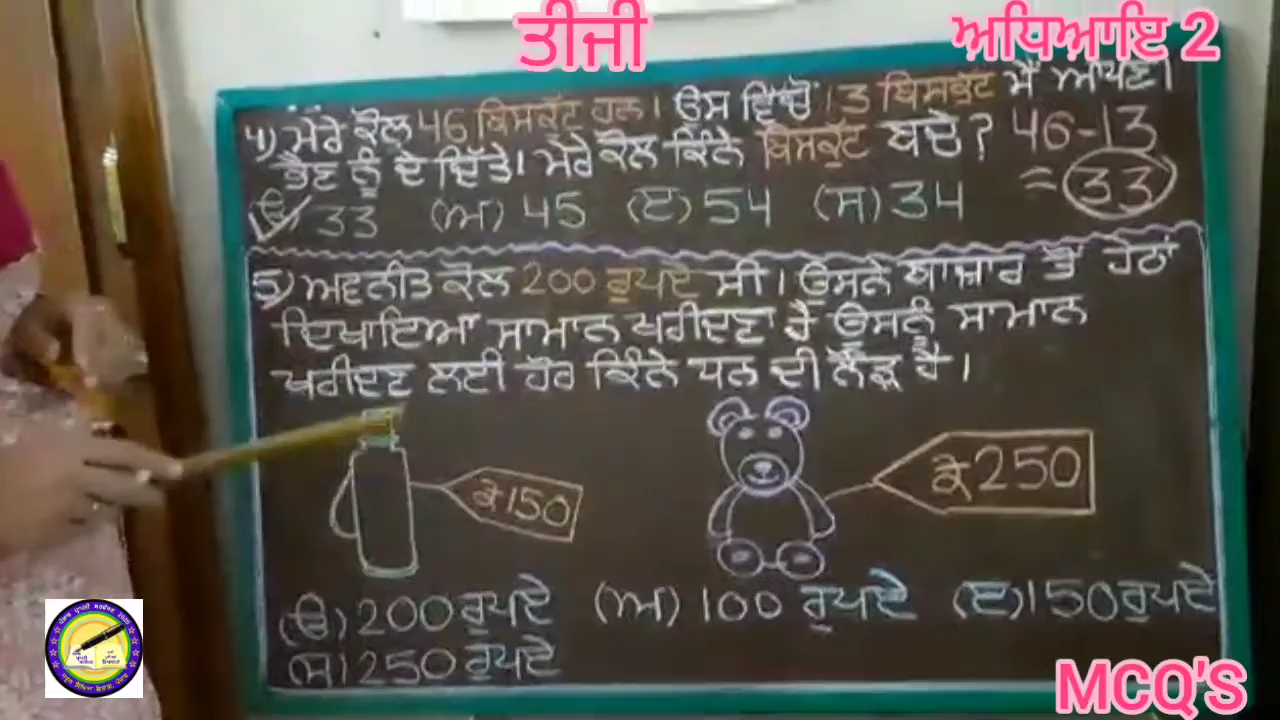 ਤੀਜੀ
ਅਧਿਆਇ 2
4) ਮੇਰੇ ਕੋਲ 46 ਬਿਸਕੁੱਟ ਹਨ। ਉਸ ਵਿੱਚੋਂ 13 ਬਿਸਕੁੱਟ ਮੈਂ ਆਪਣੀ
ਭੈਣ ਨੂੰ ਦੇ ਦਿੱਤੇ। ਮੇਰੇ ਕੋਲ ਕਿੰਨੇ ਬਿਸਕੁੱਟ ਬਚੇ? 46-13
(ੳ) 33 (ਅ) 45 (ੲ) 54 (ਸ) 34 = 33
5) ਅਵਨੀਤ ਕੋਲ 200 ਰੁਪਏ ਸੀ। ਉਸਨੇ ਬਾਜ਼ਾਰ ਤੋਂ ਹੇਠਾਂ
ਦਿਖਾਇਆਂ ਸਾਮਾਨ ਖਰੀਦਣਾ ਹੈ ਉਸਨੂੰ ਸਾਮਾਨ
ਖਰੀਦਣ ਲਈ ਹੋਰ ਕਿੰਨੇ ਧਨ ਦੀ ਲੋੜ ਹੈ।
₹150
₹250
(ੳ) 200 ਰੁਪਏ (ਅ) 100 ਰੁਪਏ (ੲ) 150 ਰੁਪਏ
(ਸ) 250 ਰੁਪਏ
MCQ'S